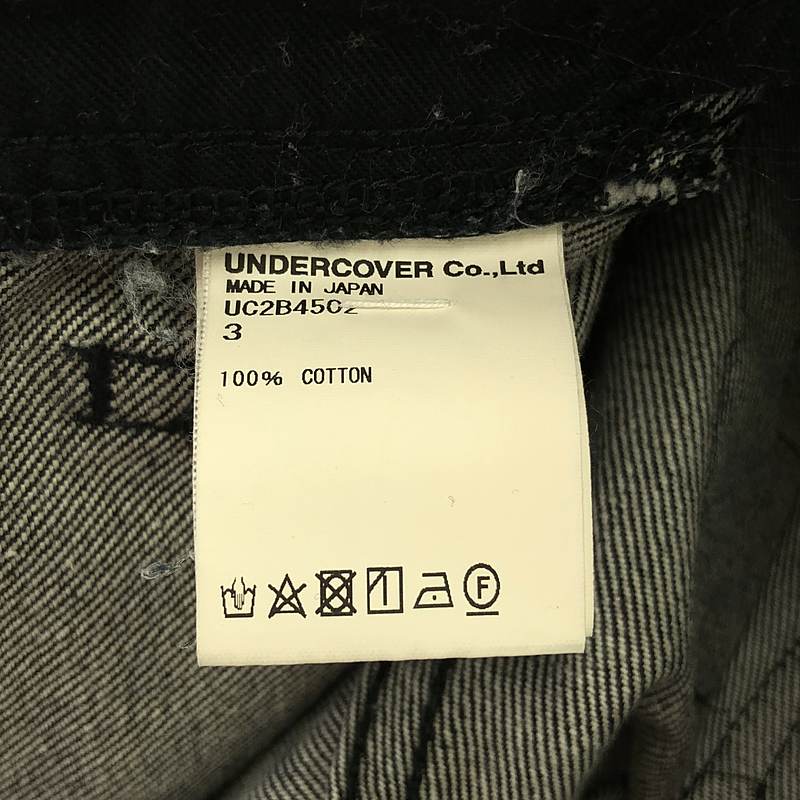 UNDERCOVER Co.,Ltd
MADE IN JAPAN
UC2B4502
3
100% COTTON
F